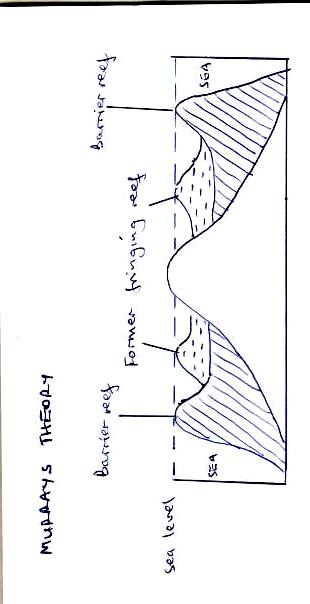 MURRAYS THEORY
Barrier reef
Former fringing reef
Barrier reef
Sea level
SEA
SEA